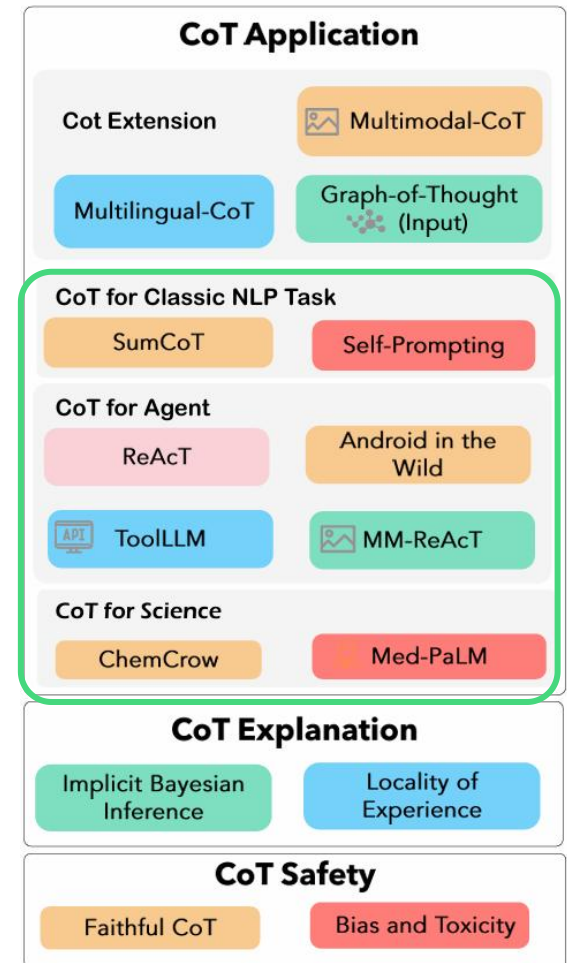 CoT Application
Cot Extension
Multimodal-CoT
Multilingual-CoT
Graph-of-Thought
(Input)
CoT for Classic NLP Task
SumCoT
Self-Prompting
CoT for Agent
ReAcT
Android in the
Wild
API
ToolLLM
MM-ReAcT
CoT for Science
ChemCrow
Med-PaLM
CoT Explanation
Implicit Bayesian
Inference
Locality of
Experience
CoT Safety
Faithful CoT
Bias and Toxicity